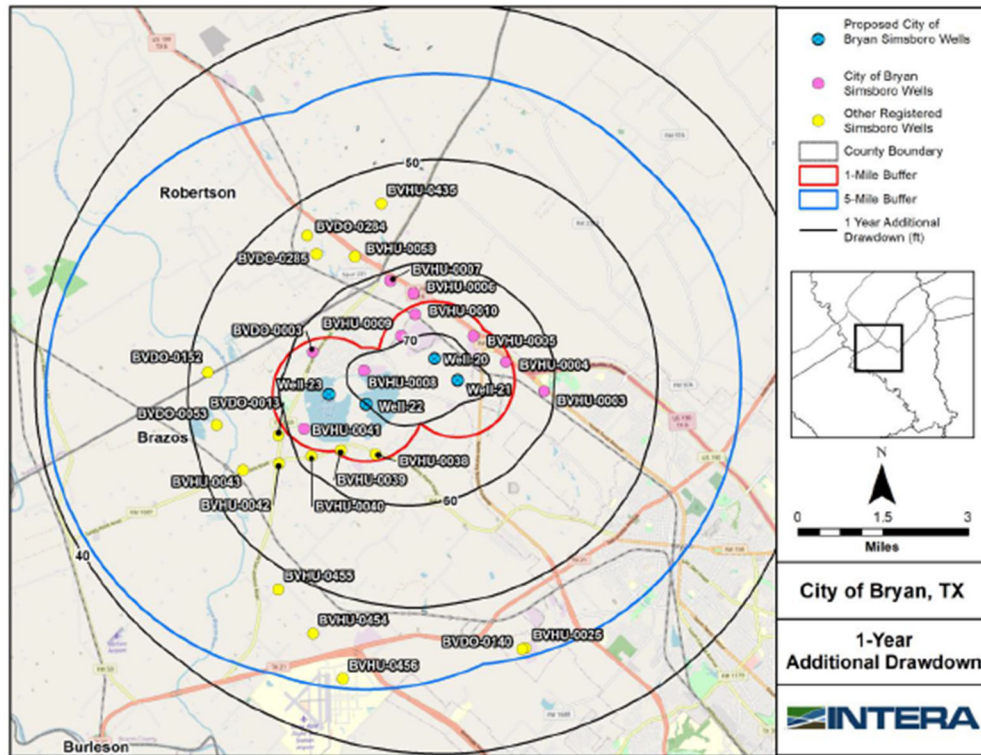 Robertson
Brazos
Burleson
50
60
70
40
BVHU-0435
BVDO-0284
BVDO-0285
BVHU-0058
BVHU-0007
BVHU-0006
BVHU-0010
BVHU-0009
BVDO-0003
BVHU-0005
BVHU-0004
BVHU-0003
Well-20
Well-21
BVHU-0008
Well-23
Well-22
BVDO-0152
BVDO-0013
BVDO-0053
BVHU-0041
BVHU-0038
BVHU-0039
BVHU-0043
BVHU-0042
BVHU-0040
BVHU-0455
BVHU-0454
BVDO-0140
BVHU-0025
BVHU-0456
TX 21
Proposed City of
Bryan Simsboro Wells
City of Bryan
Simsboro Wells
Other Registered
Simsboro Wells
County Boundary
1-Mile Buffer
5-Mile Buffer
1 Year Additional
Drawdown (ft)
N
0 1.5 3
Miles
City of Bryan, TX
1-Year
Additional Drawdown
INTERA